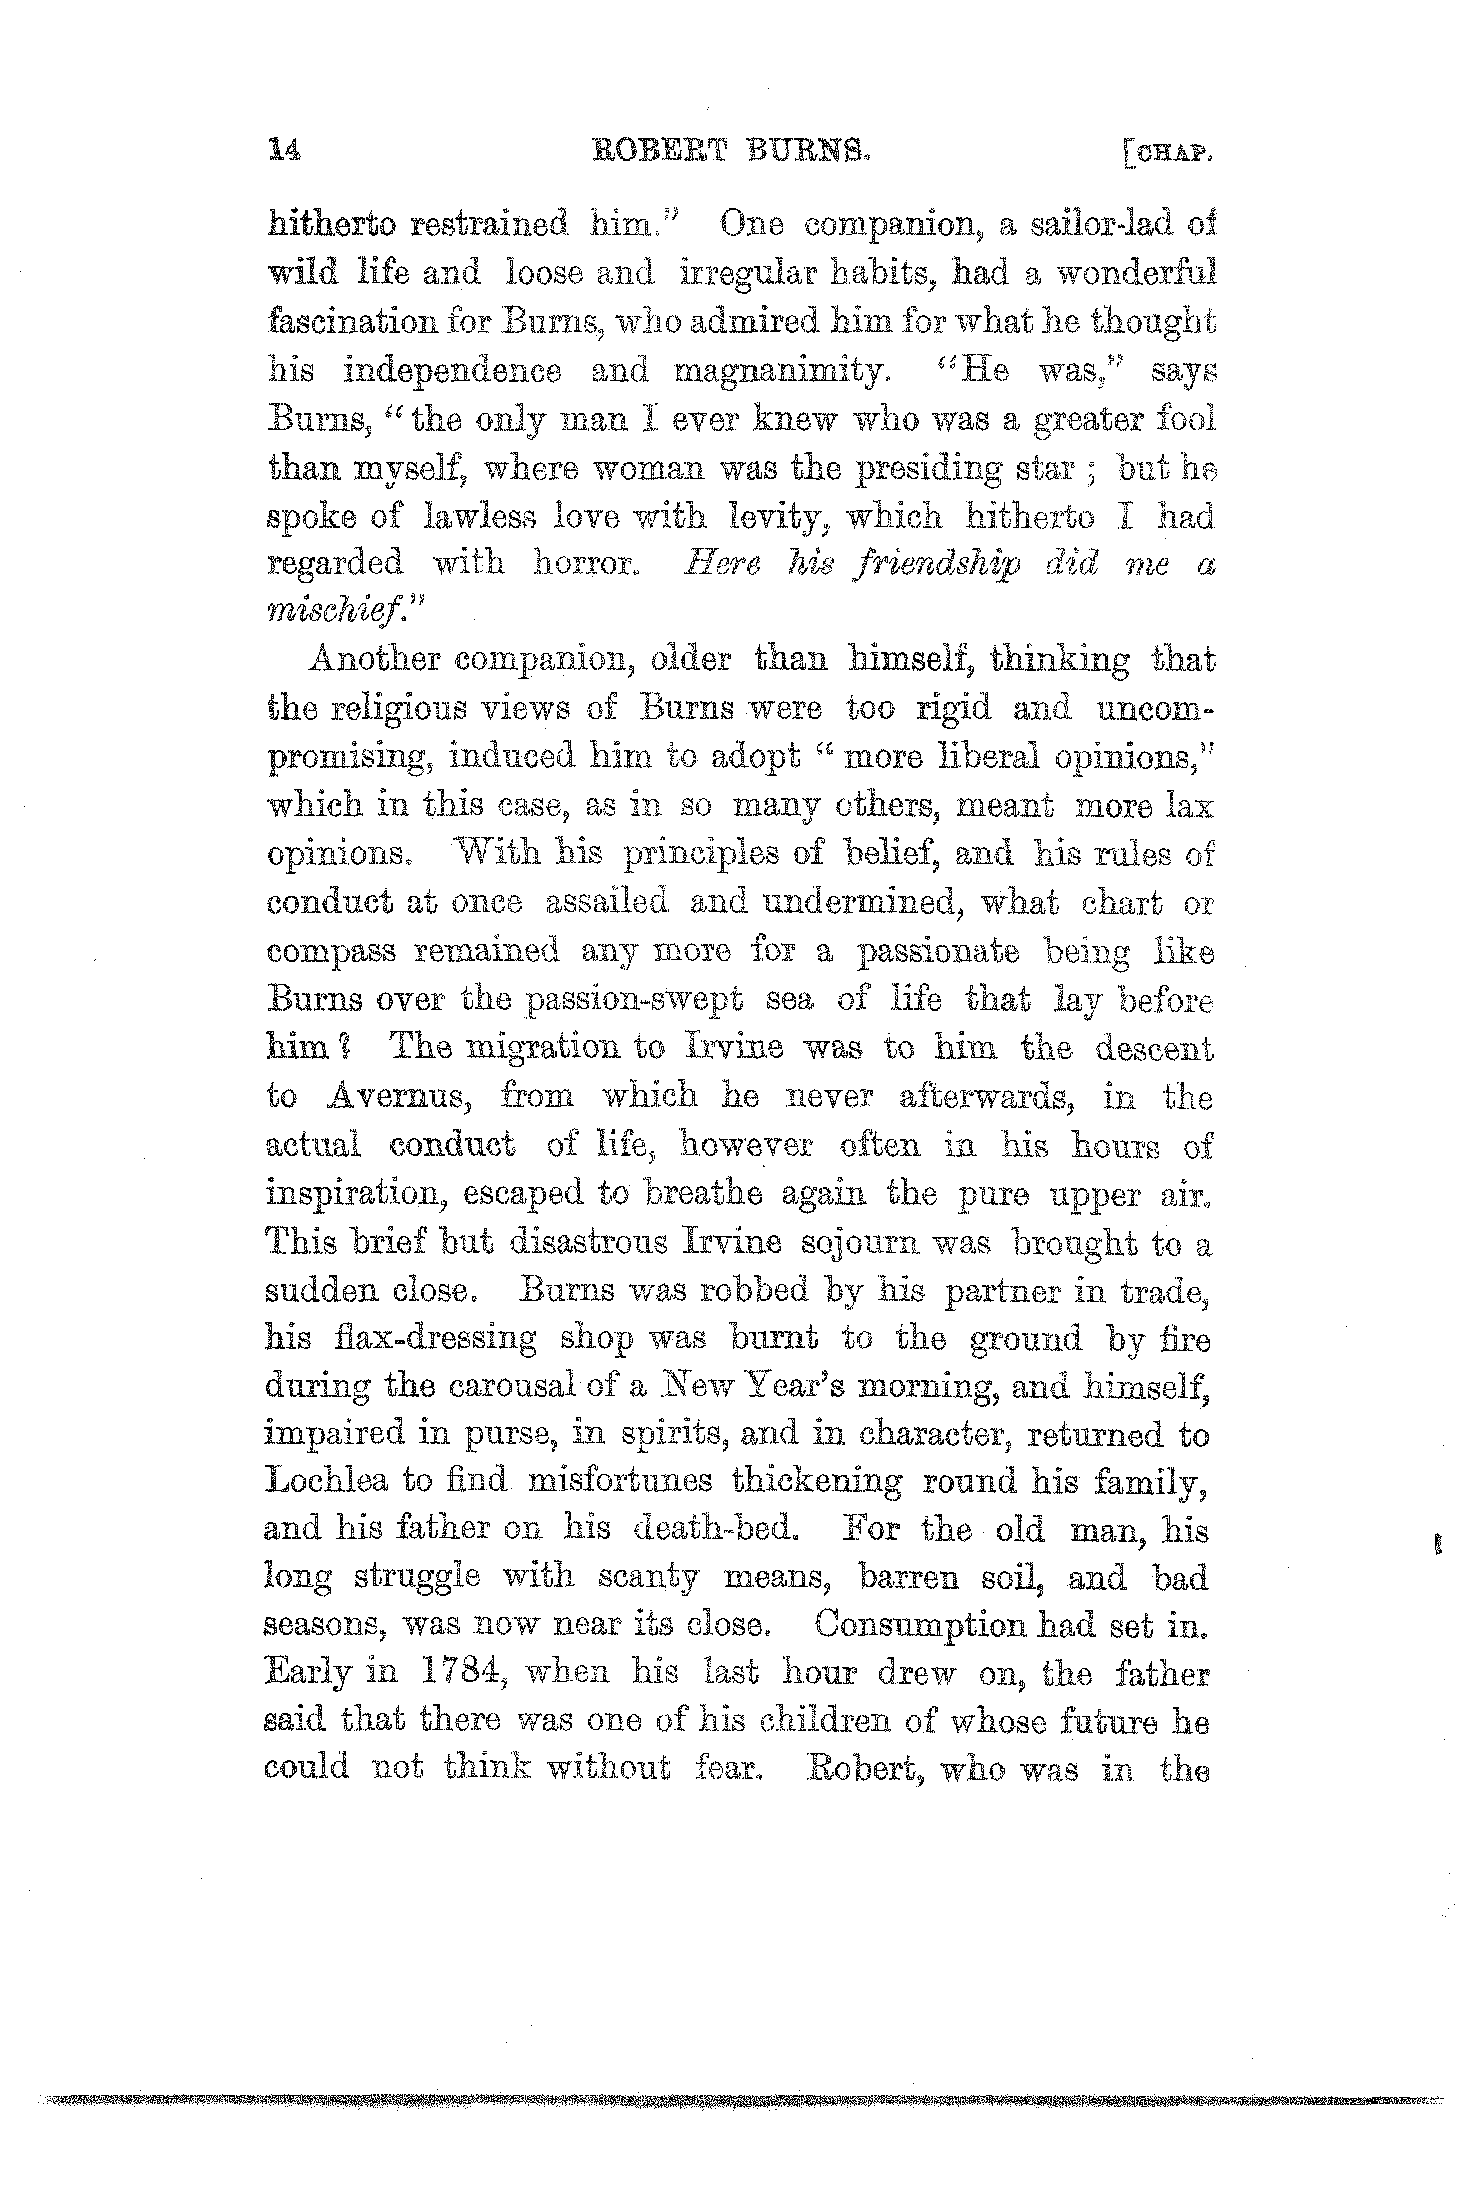 14 ROBERT BURNS. [CHAP.
hitherto restrained him." One companion, a sailor-lad of
wild life and loose and irregular habits, had a wonderful
fascination for Burns, who admired him for what he thought
his independence and magnanimity. "He was," says
Burns, "the only man I ever knew who was a greater fool
than myself, where woman was the presiding star; but he
spoke of lawless love with levity, which hitherto I had
regarded with horror. Here his friendship did me a
mischief."
Another companion, older than himself, thinking that
the religious views of Burns were too rigid and uncom-
promising, induced him to adopt "more liberal opinions,"
which in this case, as in so many others, meant more lax
opinions. With his principles of belief, and his rules of
conduct at once assailed and undermined, what chart or
compass remained any more for a passionate being like
Burns over the passion-swept sea of life that lay before
him? The migration to Irvine was to him the descent
to Avernus, from which he never afterwards, in the
actual conduct of life, however often in his hours of
inspiration, escaped to breathe again the pure upper air.
This brief but disastrous Irvine sojourn was brought to a
sudden close. Burns was robbed by his partner in trade,
his flax-dressing shop was burnt to the ground by fire
during the carousal of a New Year's morning, and himself,
impaired in purse, in spirits, and in character, returned to
Lochlea to find misfortunes thickening round his family,
and his father on his death-bed. For the old man, his
long struggle with scanty means, barren soil, and bad
seasons, was now near its close. Consumption had set in.
Early in 1784, when his last hour drew on, the father
said that there was one of his children of whose future he
could not think without fear. Robert, who was in the